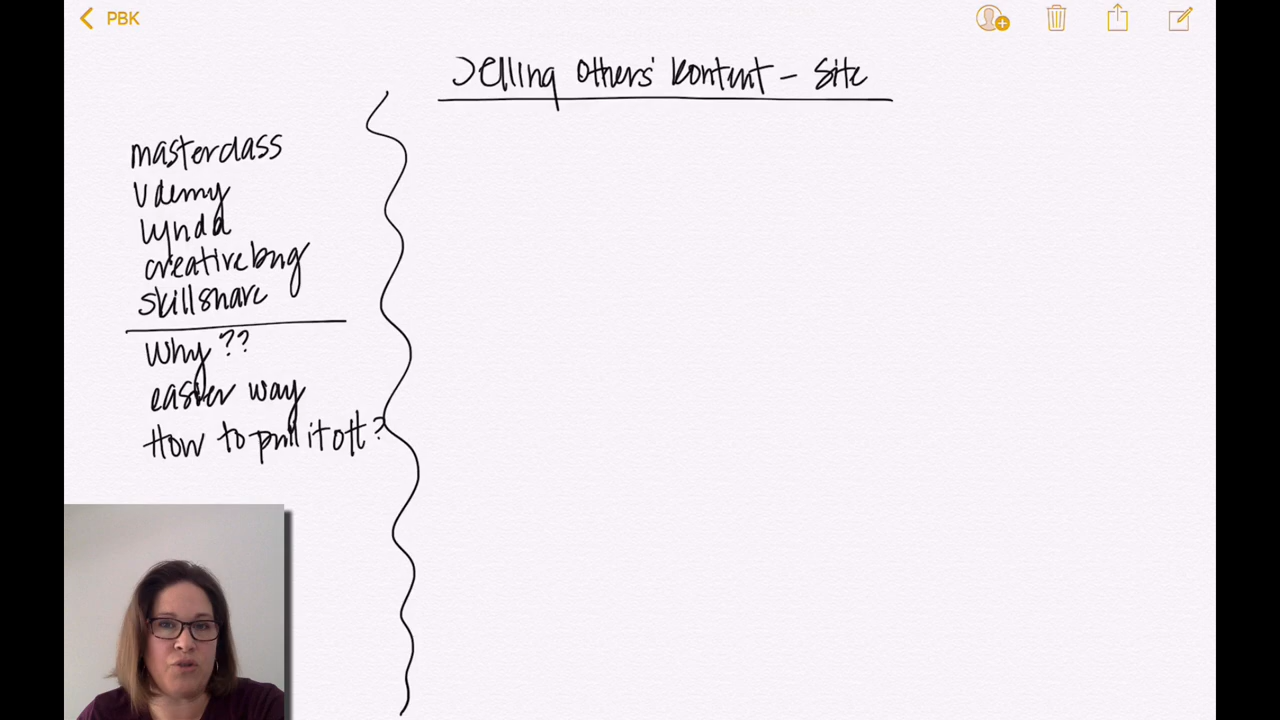 PBK
Selling Others' Kontent - Site
masterclass
Udemy
Lynda
creativebug
skillshare
Why ??
easier way
How to pull it off?